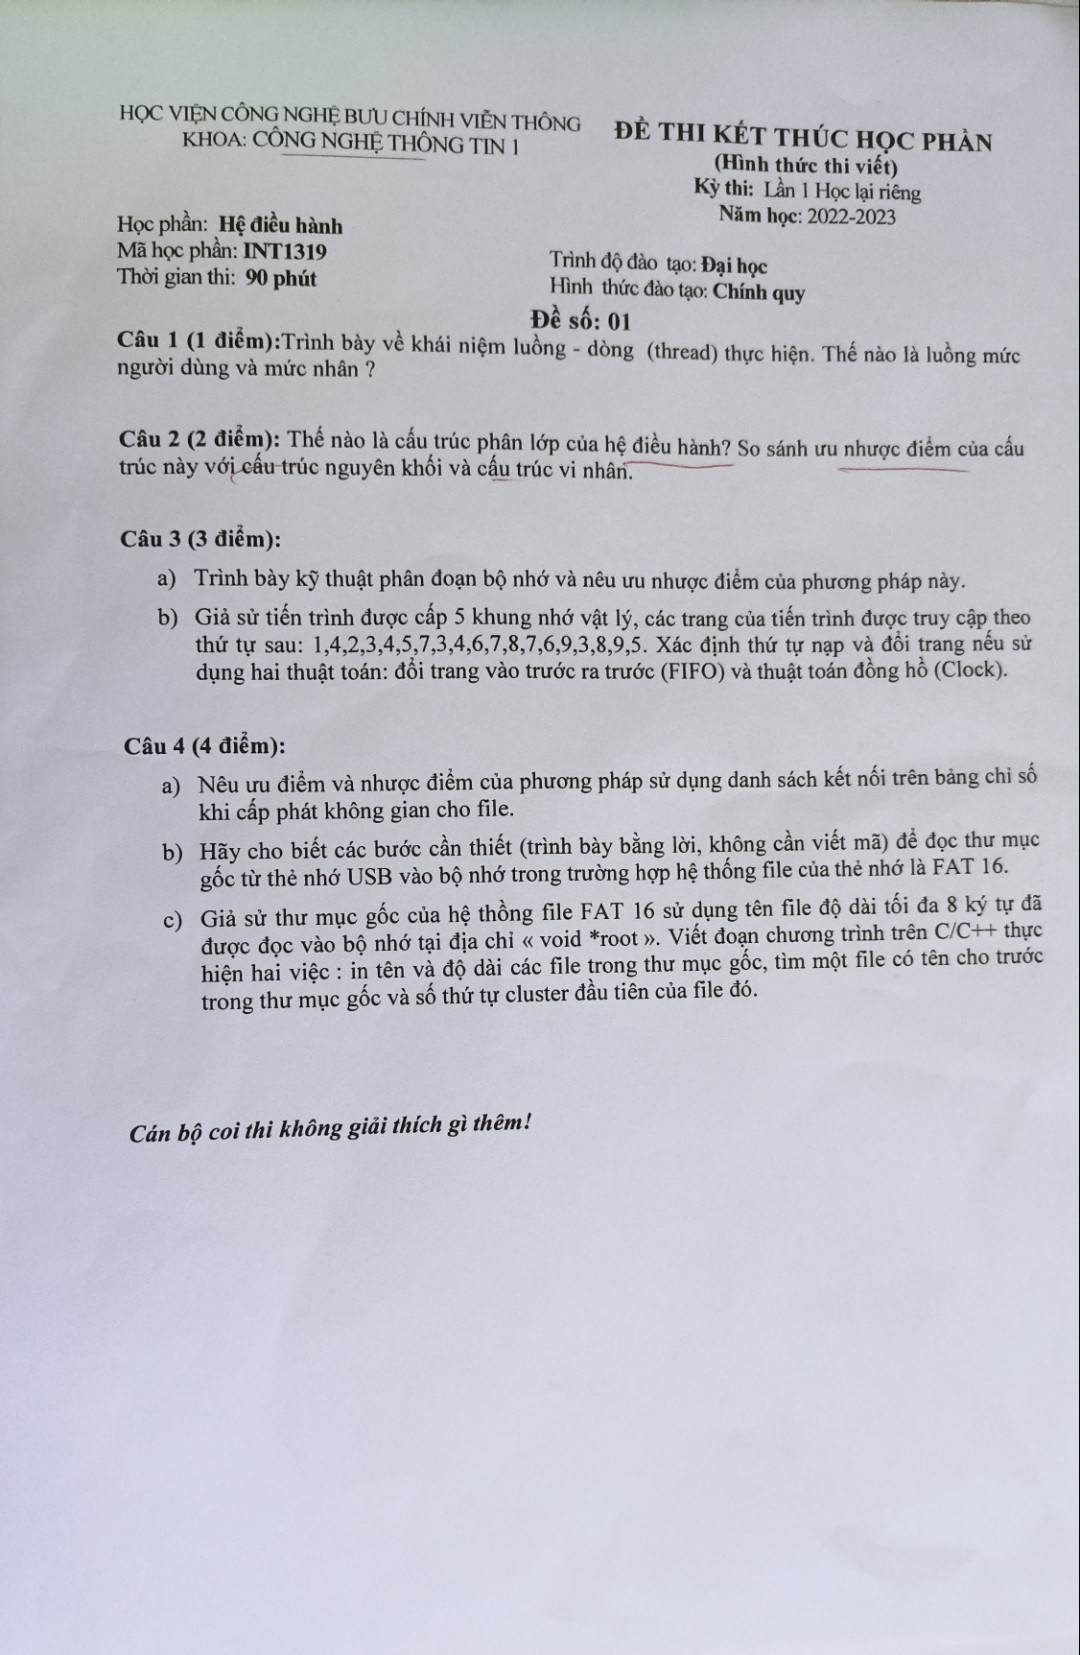 HỌC VIỆN CÔNG NGHỆ BƯU CHÍNH VIỄN THÔNG
KHOA: CÔNG NGHỆ THÔNG TIN 1
ĐỀ THI KẾT THÚC HỌC PHẦN
(Hình thức thi viết)
Kỳ thi: Lần 1 Học lại riêng
Năm học: 2022-2023
Học phần: Hệ điều hành
Mã học phần: INT1319
Thời gian thi: 90 phút
Trình độ đào tạo: Đại học
Hình thức đào tạo: Chính quy
Đề số: 01
Câu 1 (1 điểm):Trình bày về khái niệm luồng - dòng (thread) thực hiện. Thế nào là luồng mức
người dùng và mức nhân ?
Câu 2 (2 điểm): Thế nào là cấu trúc phân lớp của hệ điều hành? So sánh ưu nhược điểm của cấu
trúc này với cấu trúc nguyên khối và cấu trúc vi nhân.
Câu 3 (3 điểm):
a) Trình bày kỹ thuật phân đoạn bộ nhớ và nêu ưu nhược điểm của phương pháp này.
b) Giả sử tiến trình được cấp 5 khung nhớ vật lý, các trang của tiến trình được truy cập theo
thứ tự sau: 1,4,2,3,4,5,7,3,4,6,7,8,7,6,9,3,8,9,5. Xác định thứ tự nạp và đổi trang nếu sử
dụng hai thuật toán: đổi trang vào trước ra trước (FIFO) và thuật toán đồng hồ (Clock).
Câu 4 (4 điểm):
a) Nêu ưu điểm và nhược điểm của phương pháp sử dụng danh sách kết nối trên bảng chỉ số
khi cấp phát không gian cho file.
b) Hãy cho biết các bước cần thiết (trình bày bằng lời, không cần viết mã) để đọc thư mục
gốc từ thẻ nhớ USB vào bộ nhớ trong trường hợp hệ thống file của thẻ nhớ là FAT 16.
c) Giả sử thư mục gốc của hệ thồng file FAT 16 sử dụng tên file độ dài tối đa 8 ký tự đã
được đọc vào bộ nhớ tại địa chỉ « void *root ». Viết đoạn chương trình trên C/C++ thực
hiện hai việc : in tên và độ dài các file trong thư mục gốc, tìm một file có tên cho trước
trong thư mục gốc và số thứ tự cluster đầu tiên của file đó.
Cán bộ coi thi không giải thích gì thêm!